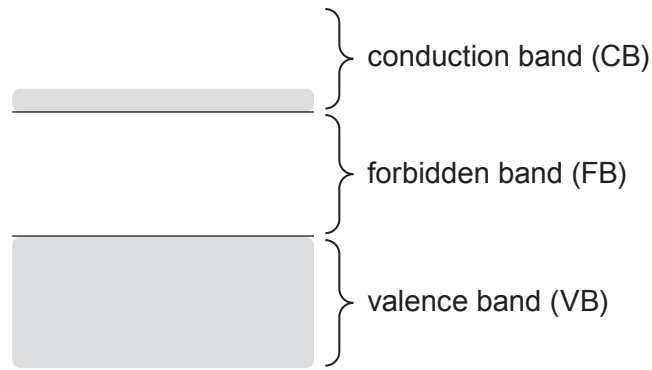 conduction band (CB)
forbidden band (FB)
valence band (VB)